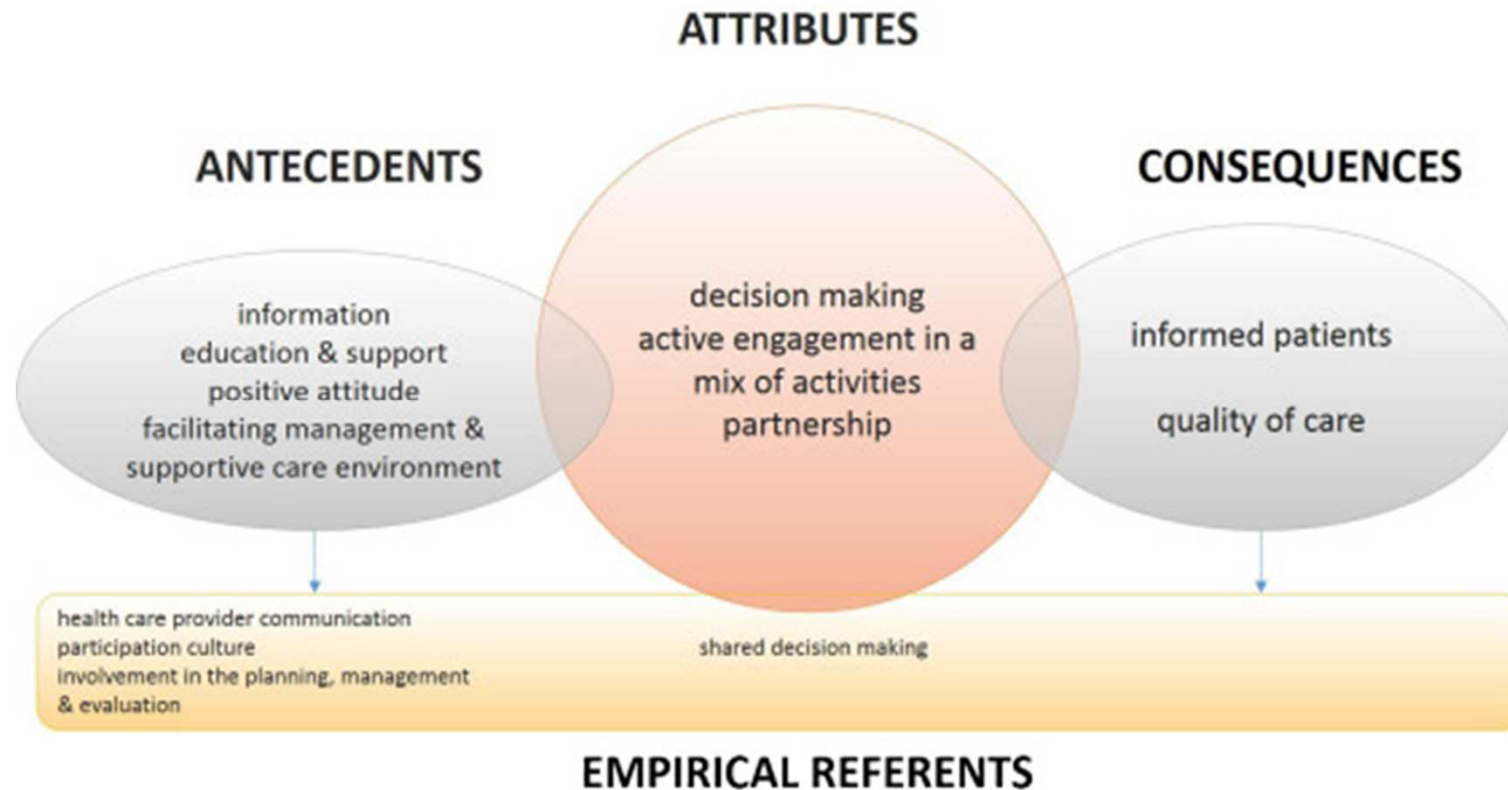 ATTRIBUTES
ANTECEDENTS
CONSEQUENCES
information
education & support
positive attitude
facilitating management &
supportive care environment
decision making
active engagement in a
mix of activities
partnership
informed patients
quality of care
health care provider communication
participation culture
involvement in the planning, management
& evaluation
shared decision making
EMPIRICAL REFERENTS